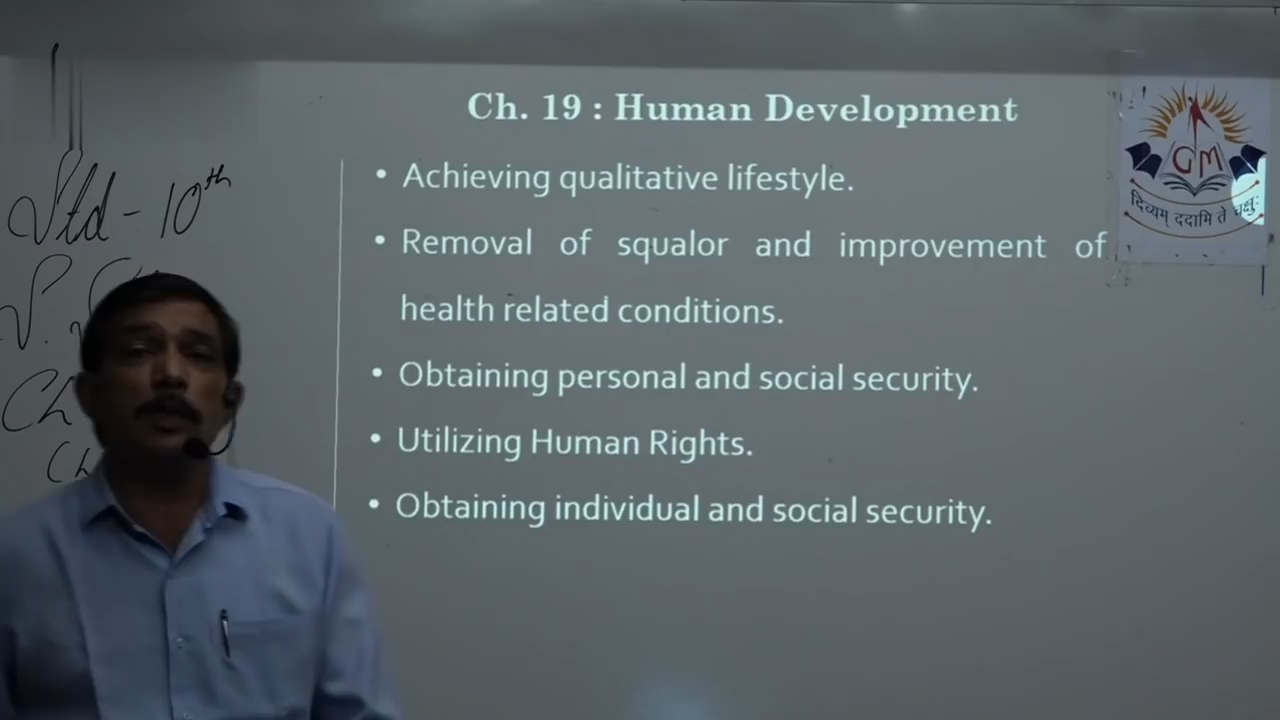 Ch. 19 : Human Development
• Achieving qualitative lifestyle.
• Removal of squalor and improvement of
health related conditions.
• Obtaining personal and social security.
• Utilizing Human Rights.
• Obtaining individual and social security.
Std - 10th
GM
दिव्यम् ददामि ते चक्षुः